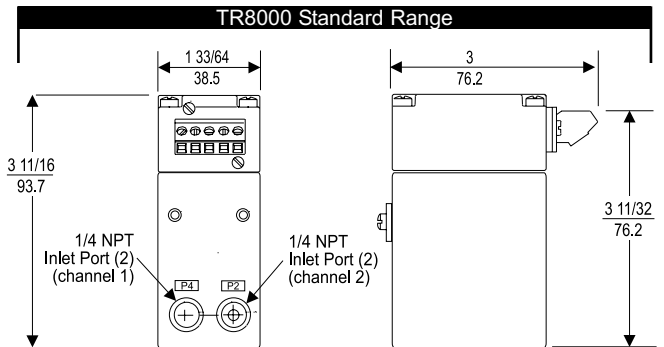 TR8000 Standard Range
1 33/64
38.5
3
76.2
3 11/16
93.7
3 11/32
76.2
1/4 NPT
Inlet Port (2)
(channel 1)
1/4 NPT
Inlet Port (2)
(channel 2)
P4
P2